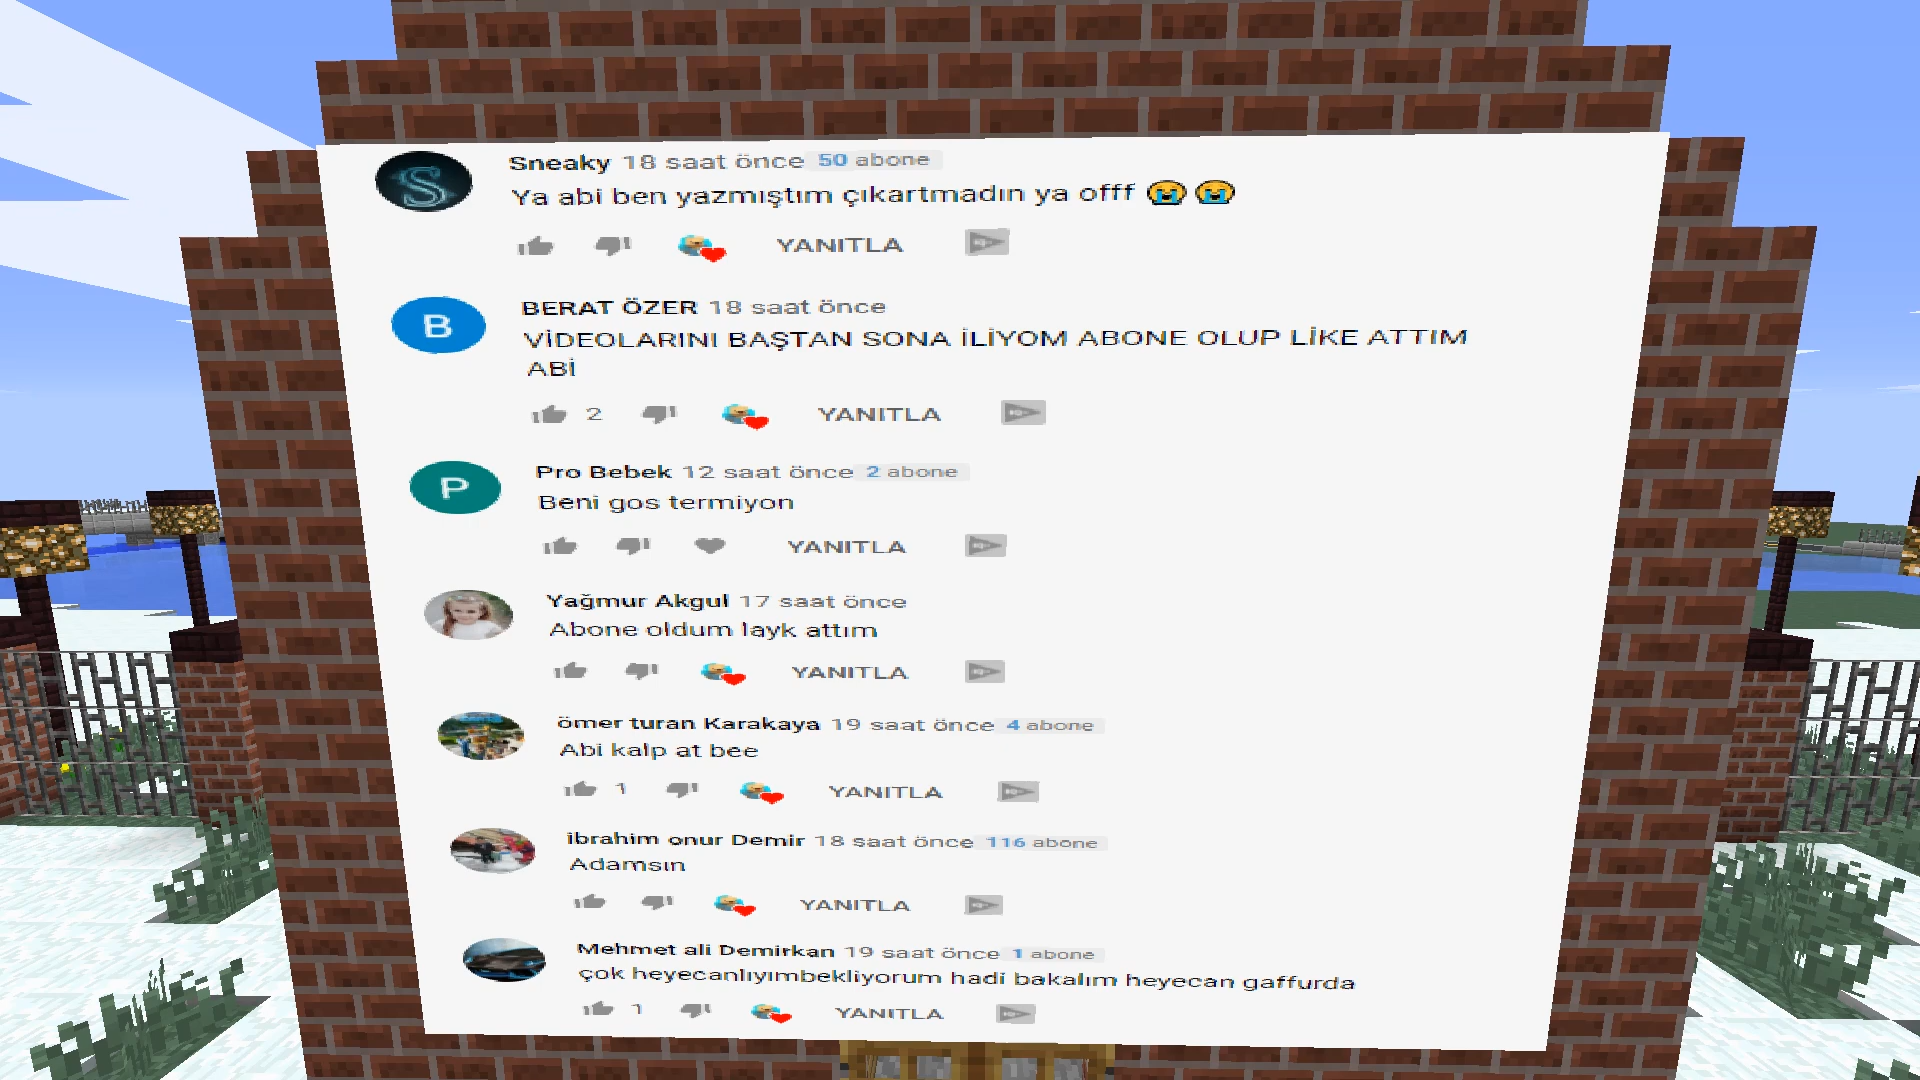 Sneaky 18 saat önce 50 abone
Ya abi ben yazmıştım çıkartmadın ya offf 😭😭
YANITLA
B
BERAT ÖZER 18 saat önce
VİDEOLARINI BAŞTAN SONA İLİYOM ABONE OLUP LİKE ATTIM
ABİ
2 YANITLA
P
Pro Bebek 12 saat önce 2 abone
Beni gos termiyon
YANITLA
Yağmur Akgul 17 saat önce
Abone oldum layk attım
YANITLA
ömer turan Karakaya 19 saat önce 4 abone
Abi kalp at bee
1 YANITLA
ibrahim onur Demir 18 saat önce 116 abone
Adamsın
YANITLA
Mehmet ali Demirkan 19 saat önce 1 abone
çok heyecanlıyımbekliyorum hadi bakalım heyecan gaffurda
1 YANITLA